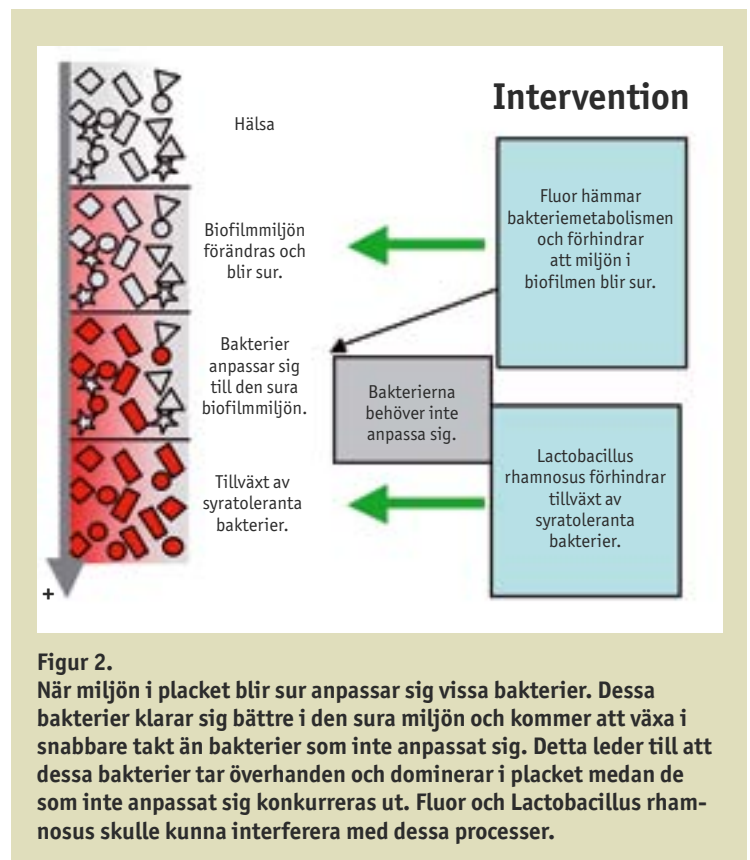 Intervention
Hälsa
Biofilmmiljön
förändras och
blir sur.
Bakterier
anpassar sig
till den sura
biofilmmiljön.
Tillväxt av
syratoleranta
bakterier.
+
Fluor hämmar
bakteriemetabolismen
och förhindrar
att miljön i
biofilmen blir sur.
Bakterierna
behöver inte
anpassa sig.
Lactobacillus
rhamnosus förhindrar
tillväxt av
syratoleranta
bakterier.
Figur 2.
När miljön i placket blir sur anpassar sig vissa bakterier. Dessa
bakterier klarar sig bättre i den sura miljön och kommer att växa i
snabbare takt än bakterier som inte anpassat sig. Detta leder till att
dessa bakterier tar överhanden och dominerar i placket medan de
som inte anpassat sig konkurreras ut. Fluor och Lactobacillus rham-
nosus skulle kunna interferera med dessa processer.